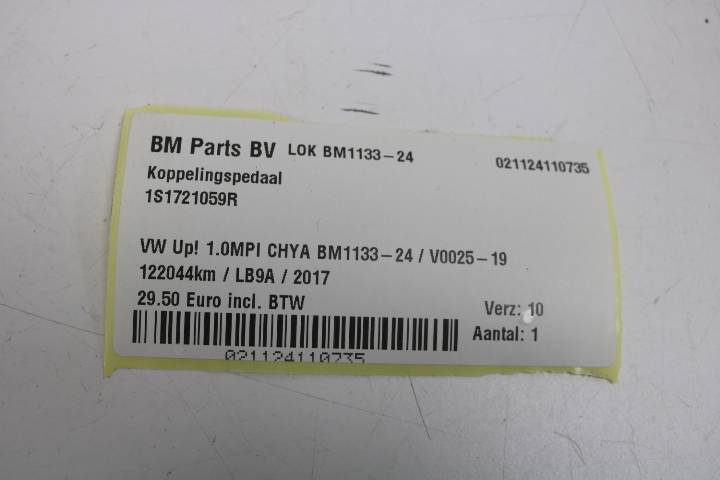 BM Parts BV LOK BM1133-24 021124110735
Koppelingspedaal
1S1721059R
VW Up! 1.0MPI CHYA BM1133-24 / V0025-19
122044km / LB9A / 2017
29.50 Euro incl. BTW Verz: 10
Aantal: 1
021124110735